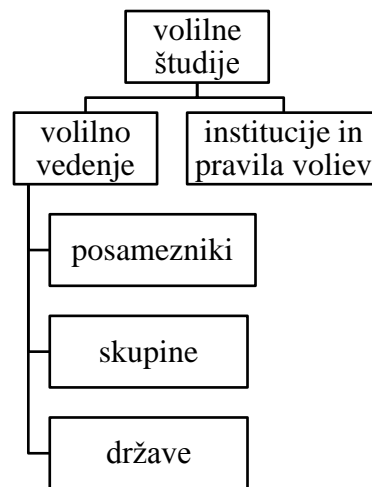 volilne
študije
volilno
vedenje
institucije in
pravila voliev
posamezniki
skupine
države